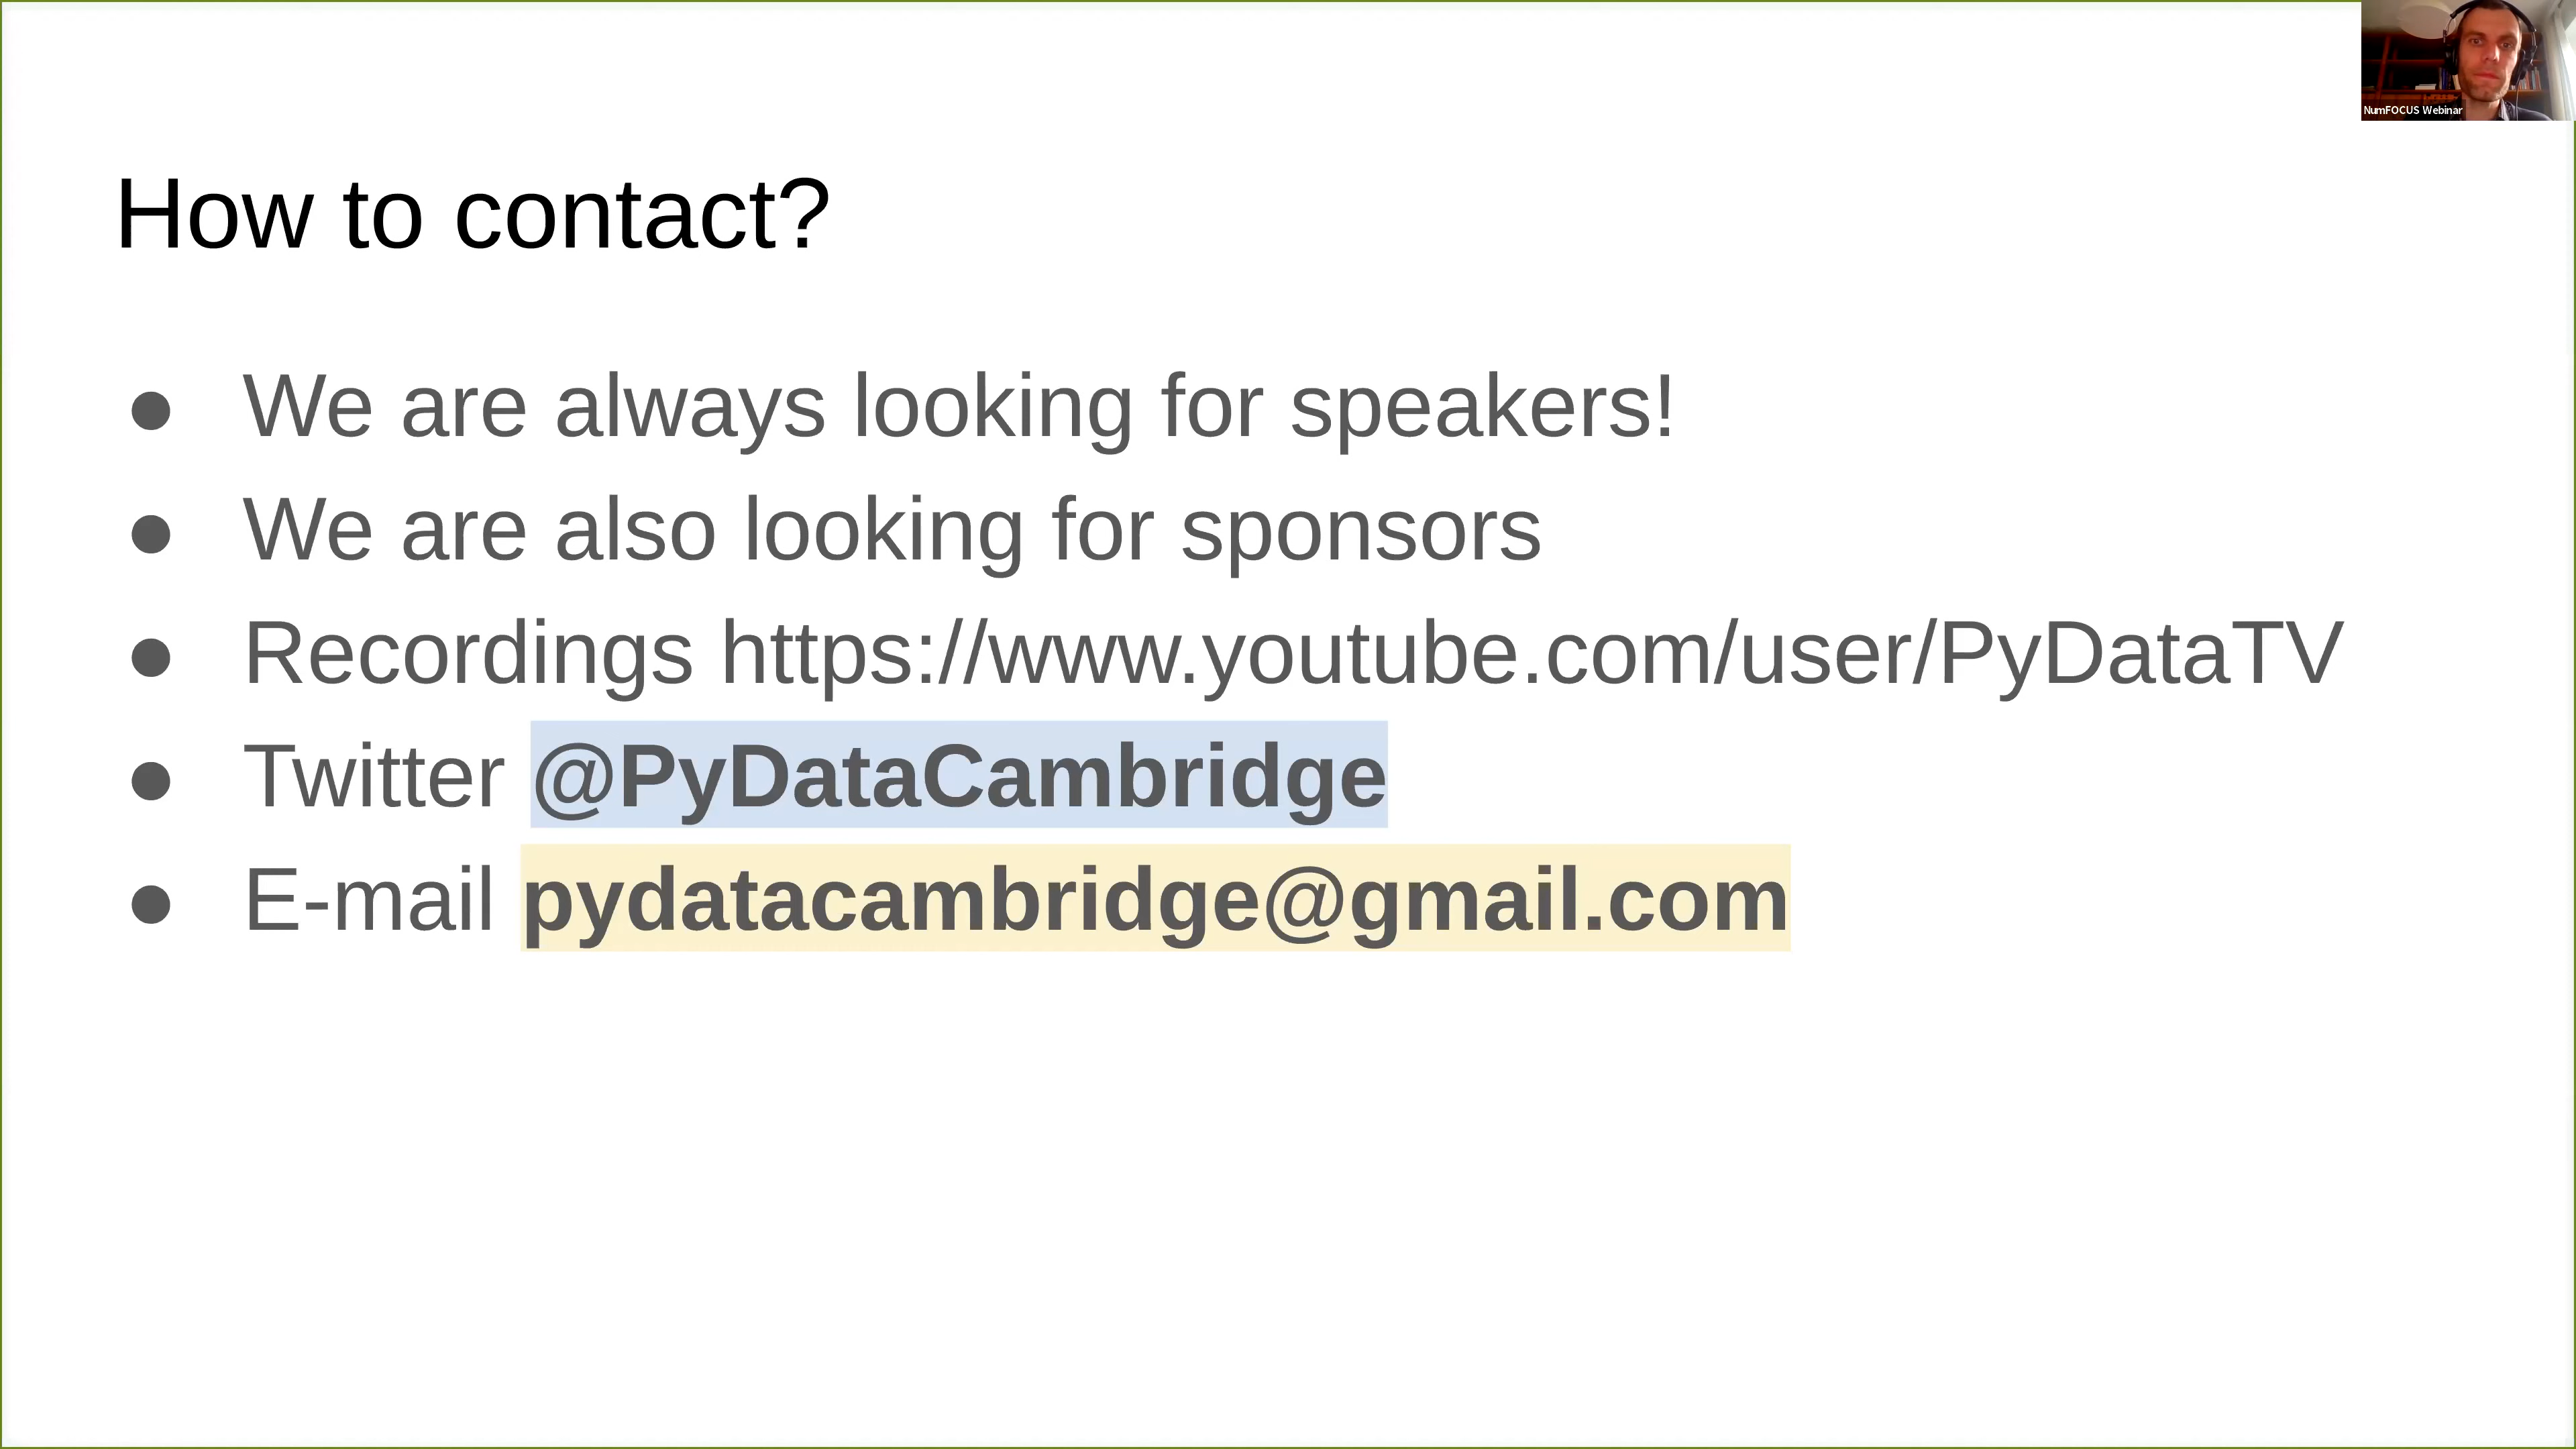 NumFOCUS Webinar
How to contact?
● We are always looking for speakers!
● We are also looking for sponsors
● Recordings https://www.youtube.com/user/PyDataTV
● Twitter @PyDataCambridge
● E-mail pydatacambridge@gmail.com